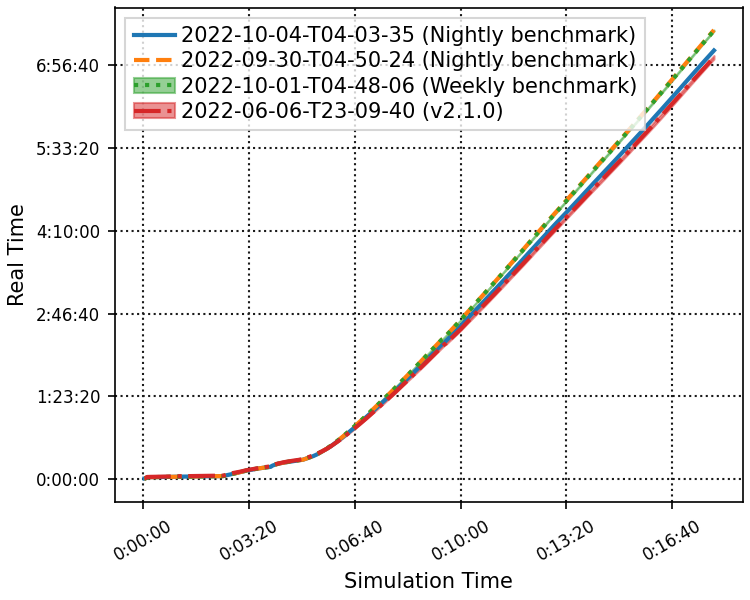 2022-10-04-T04-03-35 (Nightly benchmark)
2022-09-30-T04-50-24 (Nightly benchmark)
2022-10-01-T04-48-06 (Weekly benchmark)
2022-06-06-T23-09-40 (v2.1.0)
Real Time
6:56:40
5:33:20
4:10:00
2:46:40
1:23:20
0:00:00
0:00:00
0:03:20
0:06:40
0:10:00
0:13:20
0:16:40
Simulation Time